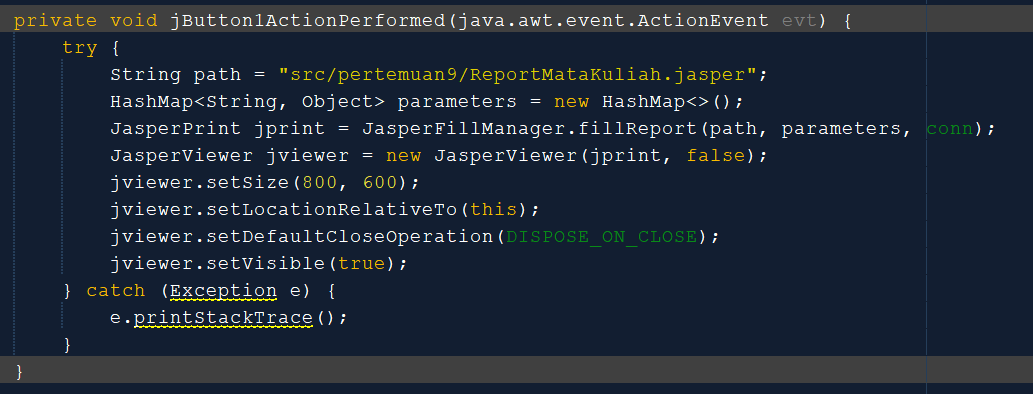 private void jButton1ActionPerformed(java.awt.event.ActionEvent evt) {
    try {
        String path = "src/pertemuan9/ReportMataKuliah.jasper";
        HashMap<String, Object> parameters = new HashMap<>();
        JasperPrint jprint = JasperFillManager.fillReport(path, parameters, conn);
        JasperViewer jviewer = new JasperViewer(jprint, false);
        jviewer.setSize(800, 600);
        jviewer.setLocationRelativeTo(this);
        jviewer.setDefaultCloseOperation(DISPOSE_ON_CLOSE);
        jviewer.setVisible(true);
    } catch (Exception e) {
        e.printStackTrace();
    }
}